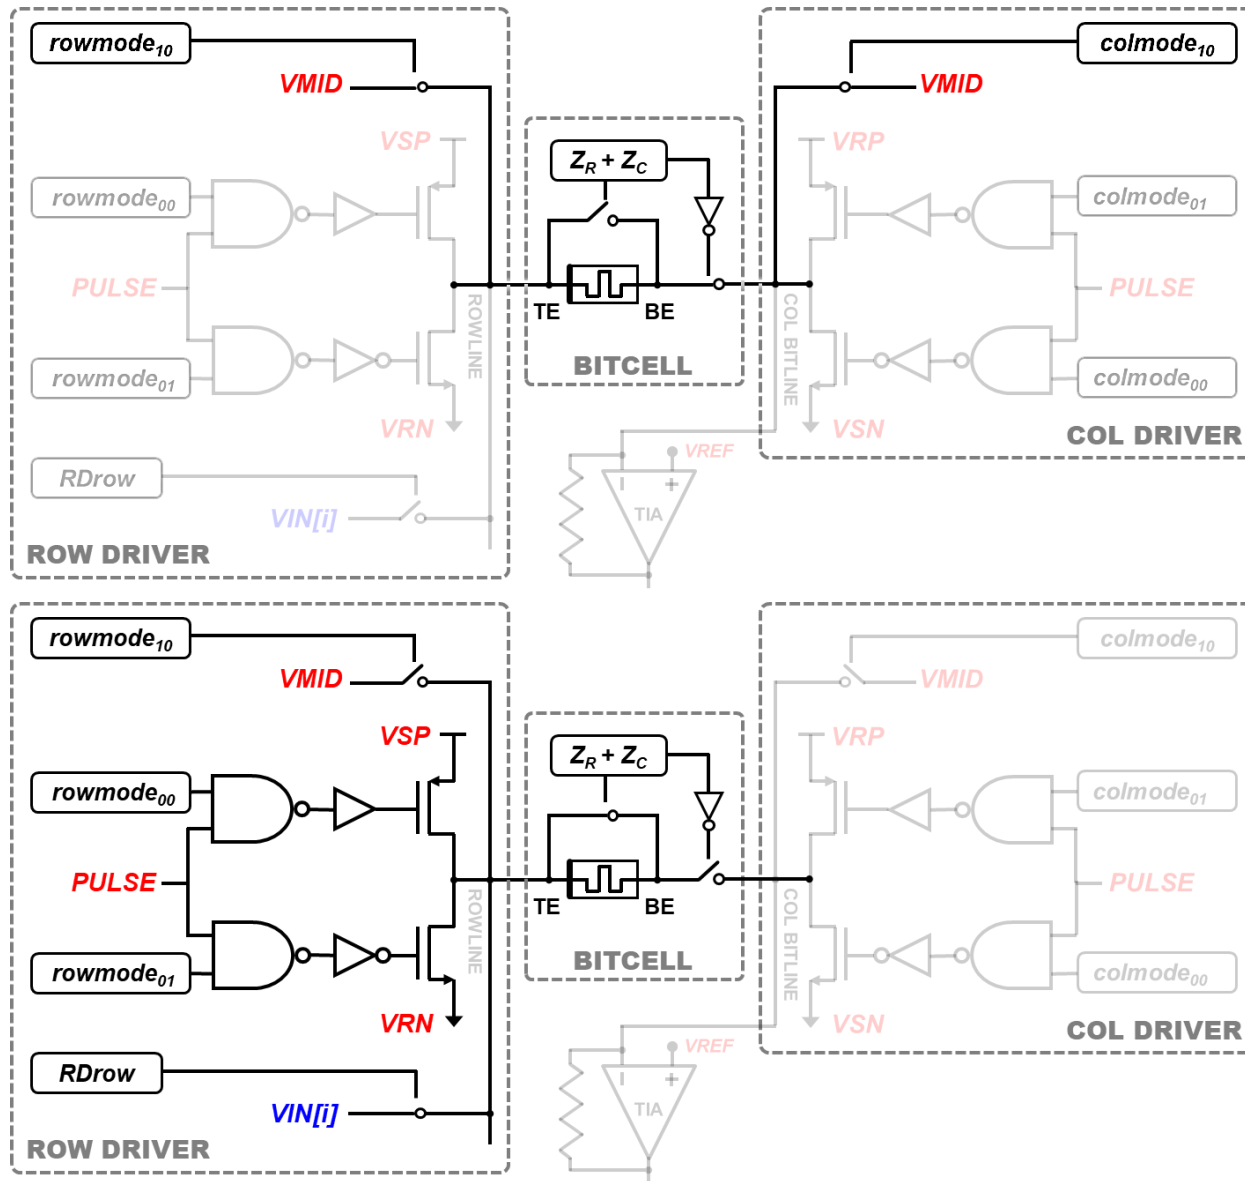 rowmode10
colmode10
VMID
VMID
VSP
VRP
ZR + ZC
rowmode00
colmode01
PULSE
PULSE
TE
BE
ROWLINE
COL BITLINE
BITCELL
rowmode01
colmode00
VRN
VSN
COL DRIVER
VREF
RDrow
TIA
VIN[i]
ROW DRIVER
rowmode10
colmode10
VMID
VMID
VSP
VRP
ZR + ZC
rowmode00
colmode01
PULSE
PULSE
TE
BE
ROWLINE
COL BITLINE
BITCELL
rowmode01
colmode00
VRN
VSN
COL DRIVER
VREF
RDrow
TIA
VIN[i]
ROW DRIVER